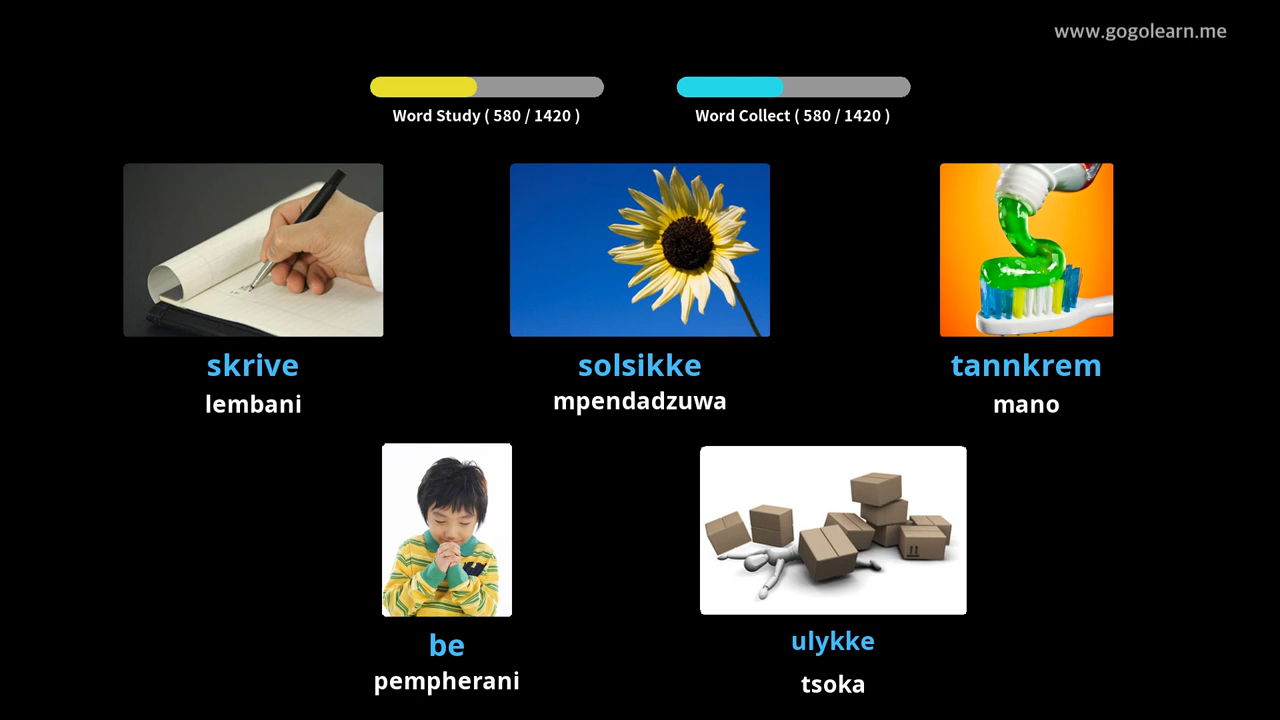 www.gogolearn.me
Word Study ( 580 / 1420 )
Word Collect ( 580 / 1420 )
skrive
lembani
solsikke
mpendadzuwa
tannkrem
mano
be
pempherani
ulykke
tsoka